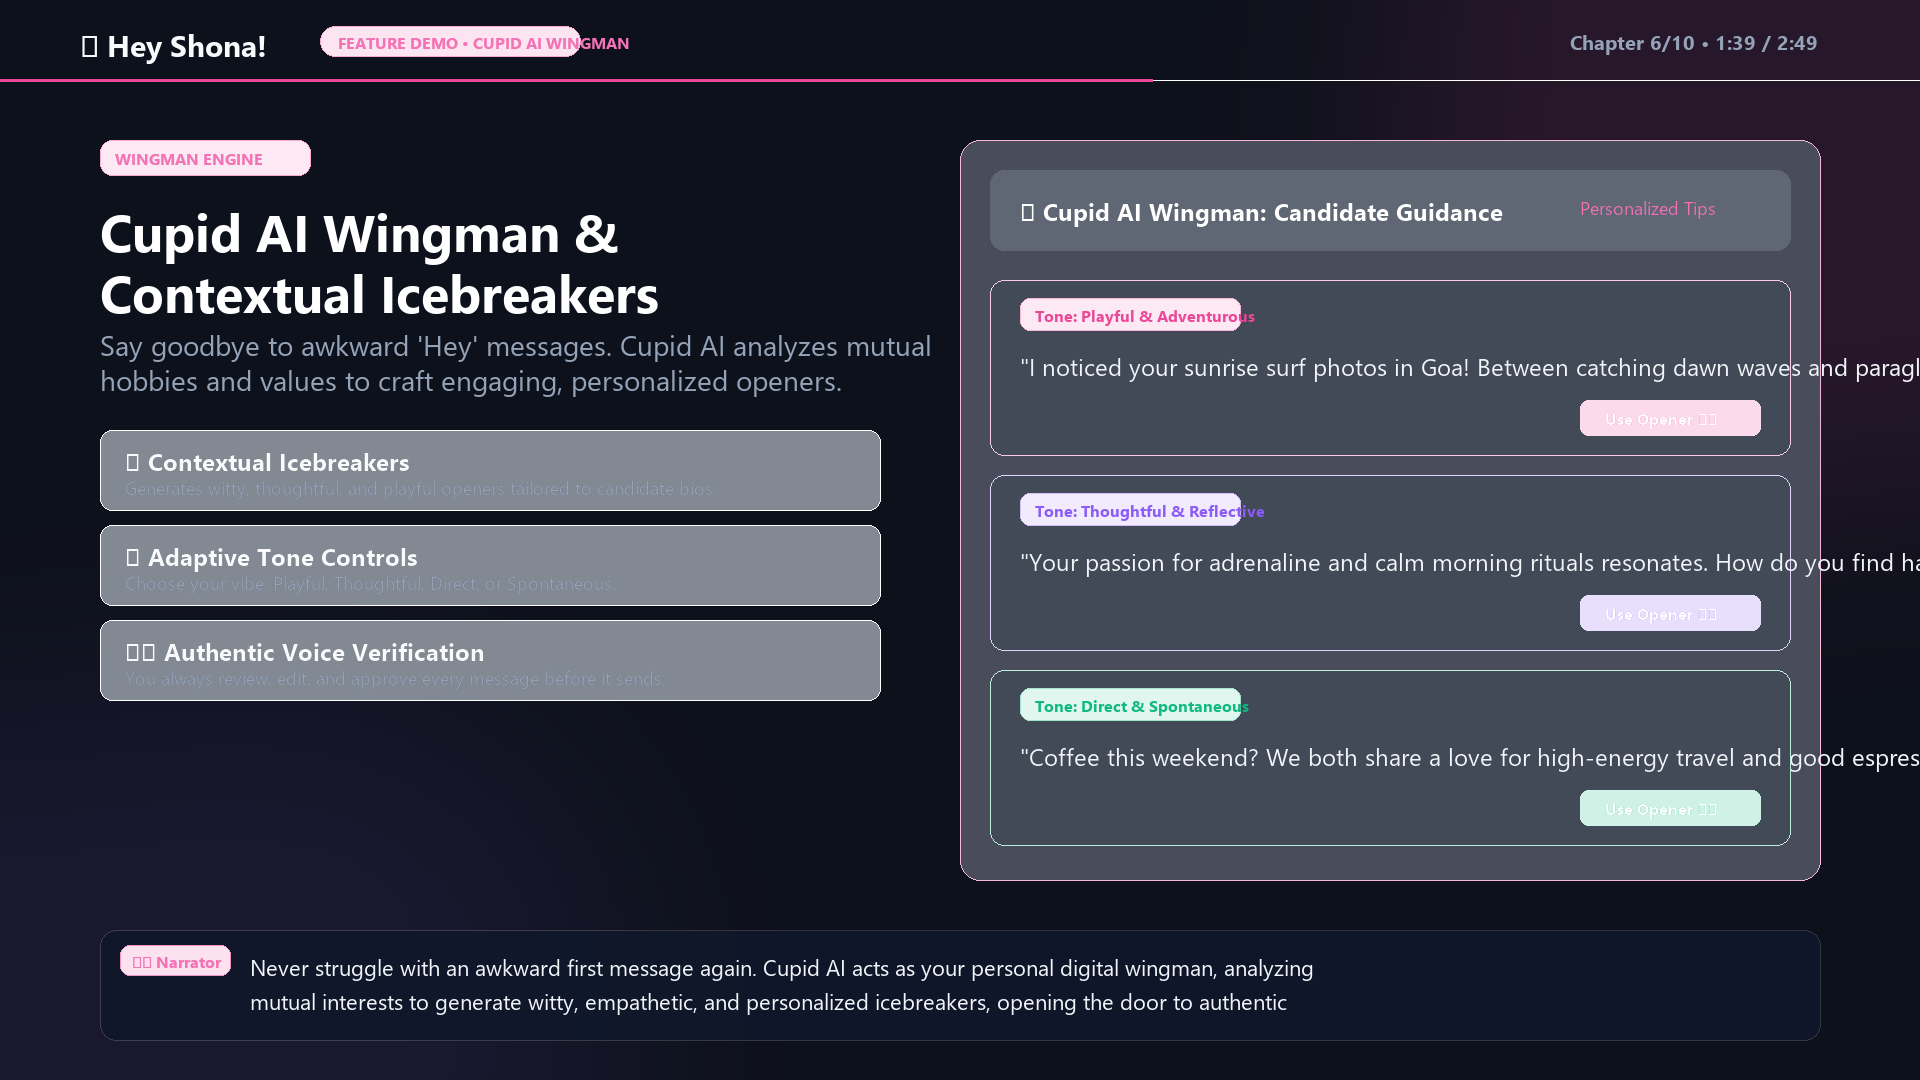 Hey Shona!
FEATURE DEMO • CUPID AI WINGMAN
Chapter 6/10 • 1:39 / 2:49
WINGMAN ENGINE
Cupid AI Wingman &
Contextual Icebreakers
Say goodbye to awkward 'Hey' messages. Cupid AI analyzes mutual
hobbies and values to craft engaging, personalized openers.
Contextual Icebreakers
Generates witty, thoughtful, and playful openers tailored to candidate bios.
Adaptive Tone Controls
Choose your vibe: Playful, Thoughtful, Direct, or Spontaneous.
Authentic Voice Verification
You always review, edit, and approve every message before it sends.
Cupid AI Wingman: Candidate Guidance
Personalized Tips
Tone: Playful & Adventurous
"I noticed your sunrise surf photos in Goa! Between catching dawn waves and paragl
Use Opener
Tone: Thoughtful & Reflective
"Your passion for adrenaline and calm morning rituals resonates. How do you find ha
Use Opener
Tone: Direct & Spontaneous
"Coffee this weekend? We both share a love for high-energy travel and good espres
Use Opener
Narrator
Never struggle with an awkward first message again. Cupid AI acts as your personal digital wingman, analyzing
mutual interests to generate witty, empathetic, and personalized icebreakers, opening the door to authentic